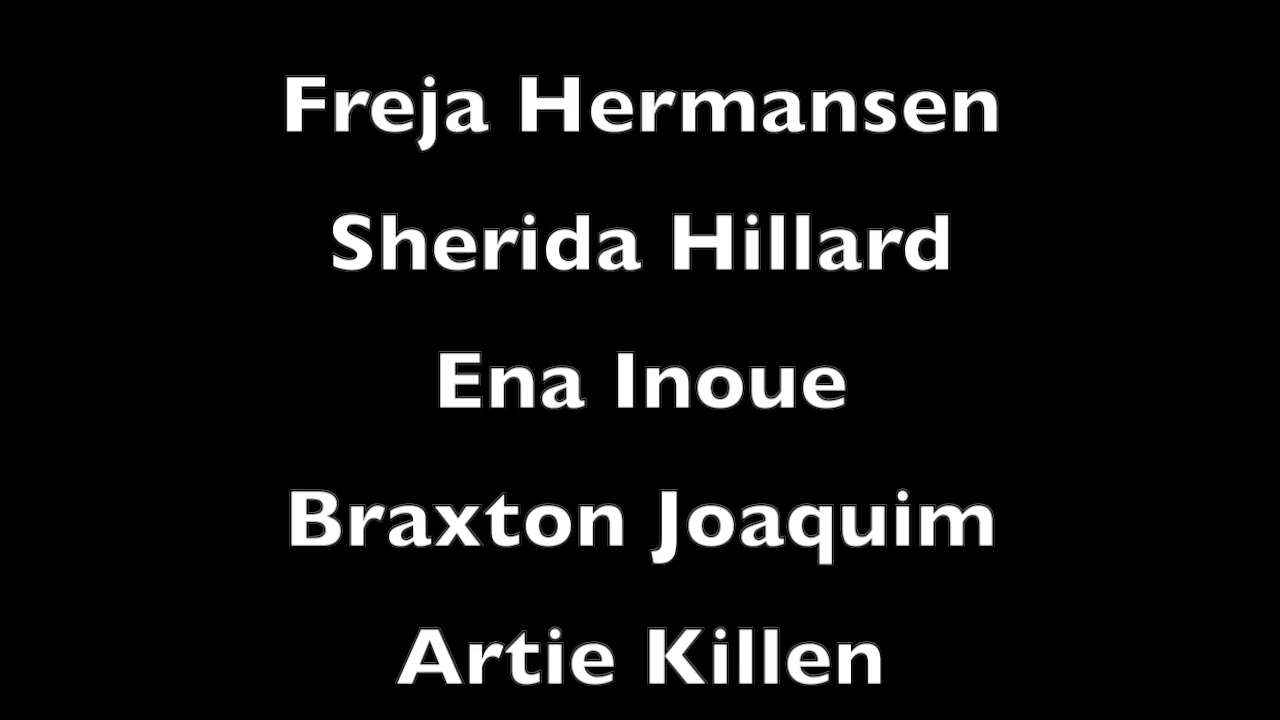 Freja Hermansen
Sherida Hillard
Ena Inoue
Braxton Joaquim
Artie Killen